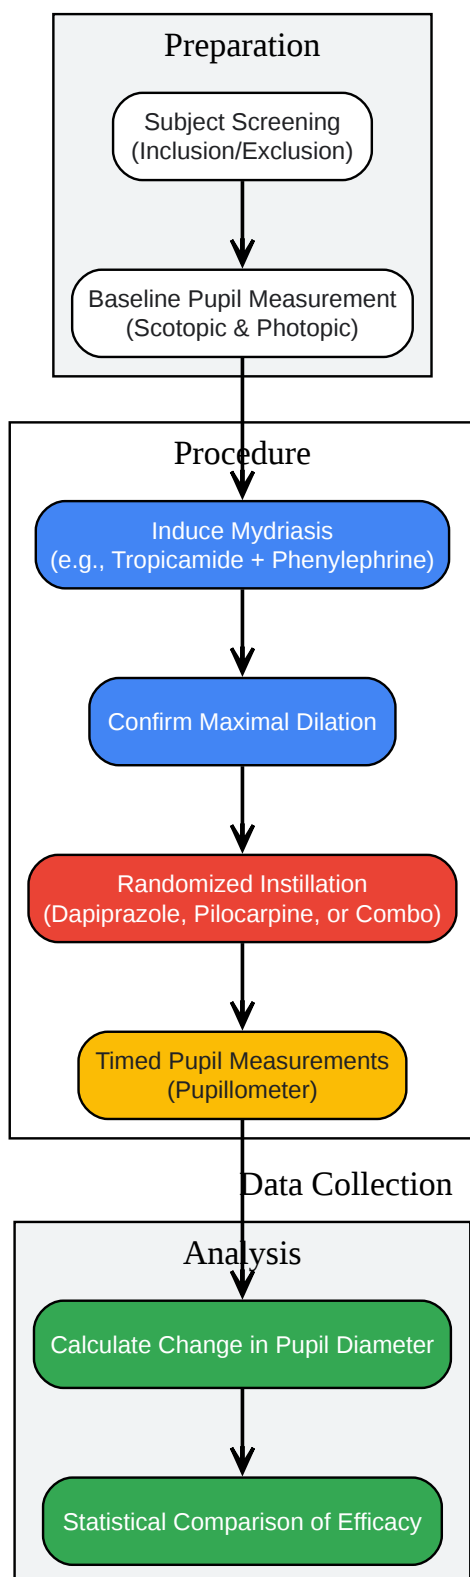 Preparation
Subject Screening
(Inclusion/Exclusion)
Baseline Pupil Measurement
(Scotopic & Photopic)
Procedure
Induce Mydriasis
(e.g., Tropicamide + Phenylephrine)
Confirm Maximal Dilation
Randomized Instillation
(Dapiprazole, Pilocarpine, or Combo)
Timed Pupil Measurements
(Pupillometer)
Data Collection
Analysis
Calculate Change in Pupil Diameter
Statistical Comparison of Efficacy